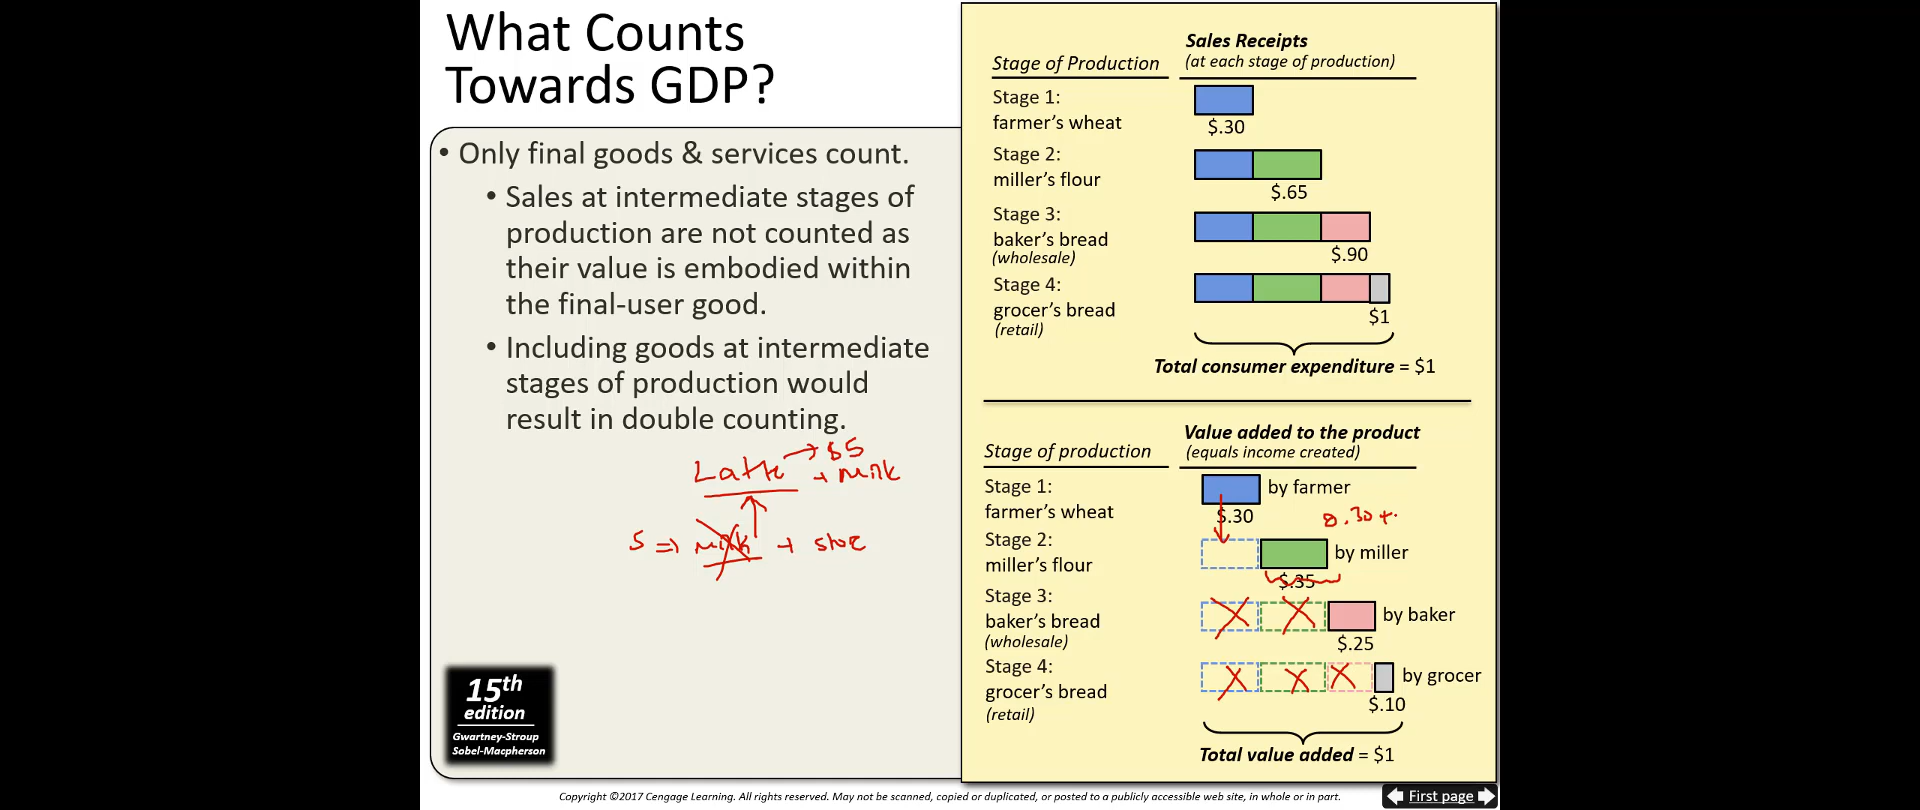 What Counts
Towards GDP?
• Only final goods & services count.
• Sales at intermediate stages of
production are not counted as
their value is embodied within
the final-user good.
• Including goods at intermediate
stages of production would
result in double counting.
Latte → $5
+ milk
5 ⇒ milk → store
15th
edition
Gwartney-Stroup
Sobel-Macpherson
Stage of Production
Sales Receipts
(at each stage of production)
Stage 1:
farmer's wheat
$.30
Stage 2:
miller's flour
$.65
Stage 3:
baker's bread
(wholesale)
$.90
Stage 4:
grocer's bread
(retail)
$1
Total consumer expenditure = $1
Stage of production
Value added to the product
(equals income created)
Stage 1:
farmer's wheat
by farmer
$.30
0.30 +
Stage 2:
miller's flour
by miller
$.35
Stage 3:
baker's bread
(wholesale)
by baker
$.25
Stage 4:
grocer's bread
(retail)
by grocer
$.10
Total value added = $1
Copyright ©2017 Cengage Learning. All rights reserved. May not be scanned, copied or duplicated, or posted to a publicly accessible web site, in whole or in part.
First page